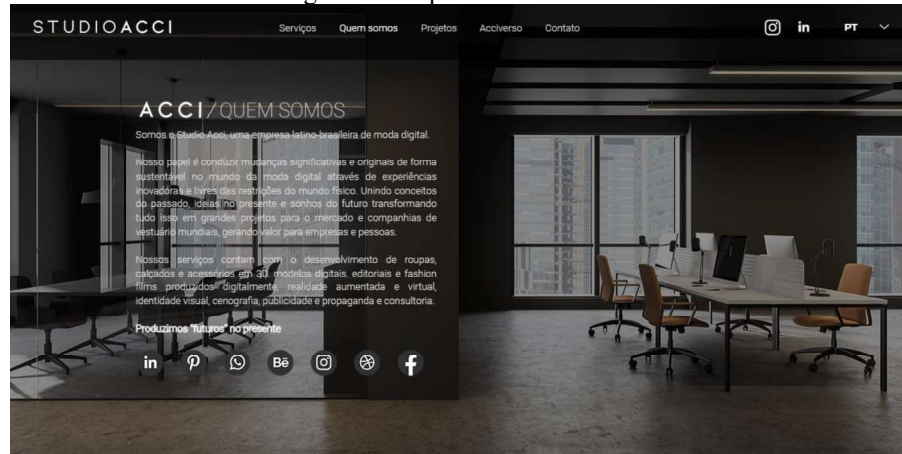 STUDIOACCI
Serviços Quem somos Projetos Acciverso Contato
in PT
ACCI/QUEM SOMOS
Somos o Studio Acci, uma empresa latino-brasileira de moda digital.
Nosso papel é conduzir mudanças significativas e originais de forma
sustentável no mundo da moda digital através de experiências
inovadoras e livres das restrições do mundo físico. Unindo conceitos
do passado, ideias no presente e sonhos do futuro transformando
tudo isso em grandes projetos para o mercado e companhias de
vestuário mundiais, gerando valor para empresas e pessoas.
Nossos serviços contam com o desenvolvimento de roupas,
calçados e acessórios em 3D, modelos digitais, editoriais e fashion
films produzidos digitalmente, realidade aumentada e virtual,
identidade visual, cenografia, publicidade e propaganda e consultoria.
Produzimos "futuros" no presente
in Bē